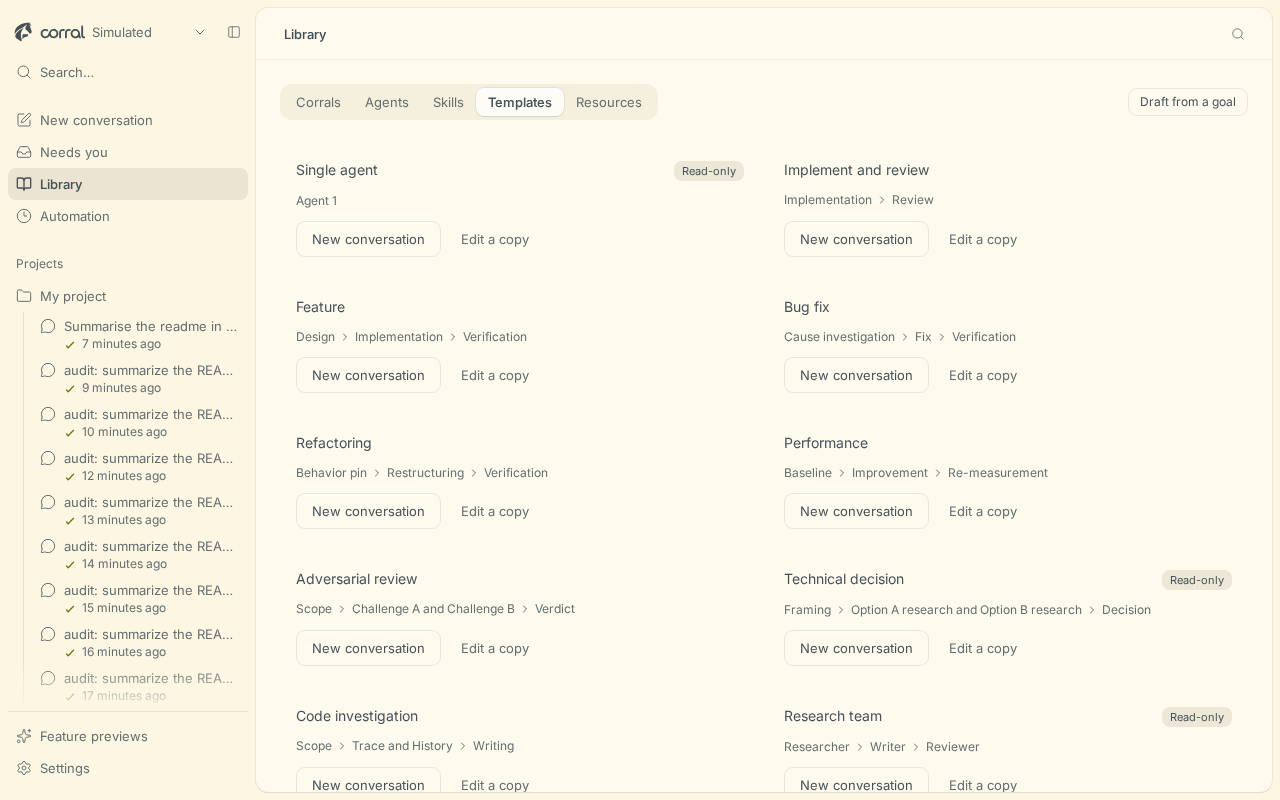 corral Simulated
Search...
New conversation
Needs you
Library
Automation
Projects
My project
Summarise the readme in ...
7 minutes ago
audit: summarize the REA...
9 minutes ago
audit: summarize the REA...
10 minutes ago
audit: summarize the REA...
12 minutes ago
audit: summarize the REA...
13 minutes ago
audit: summarize the REA...
14 minutes ago
audit: summarize the REA...
15 minutes ago
audit: summarize the REA...
16 minutes ago
audit: summarize the REA...
17 minutes ago
Feature previews
Settings
Library
Corrals Agents Skills Templates Resources
Draft from a goal
Single agent Read-only
Agent 1
New conversation Edit a copy
Implement and review
Implementation > Review
New conversation Edit a copy
Feature
Design > Implementation > Verification
New conversation Edit a copy
Bug fix
Cause investigation > Fix > Verification
New conversation Edit a copy
Refactoring
Behavior pin > Restructuring > Verification
New conversation Edit a copy
Performance
Baseline > Improvement > Re-measurement
New conversation Edit a copy
Adversarial review
Scope > Challenge A and Challenge B > Verdict
New conversation Edit a copy
Technical decision Read-only
Framing > Option A research and Option B research > Decision
New conversation Edit a copy
Code investigation
Scope > Trace and History > Writing
New conversation Edit a copy
Research team Read-only
Researcher > Writer > Reviewer
New conversation Edit a copy